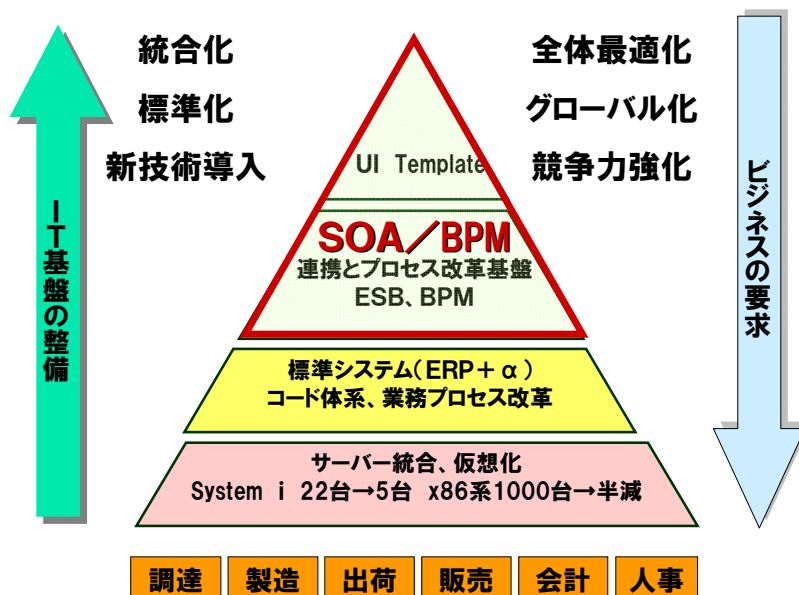 統合化
標準化
新技術導入
全体最適化
グローバル化
競争力強化
IT基盤の整備
ビジネスの要求
UI Template
SOA/BPM
連携とプロセス改革基盤
ESB、BPM
標準システム(ERP+α)
コード体系、業務プロセス改革
サーバー統合、仮想化
System i 22台→5台 x86系1000台→半減
調達 製造 出荷 販売 会計 人事